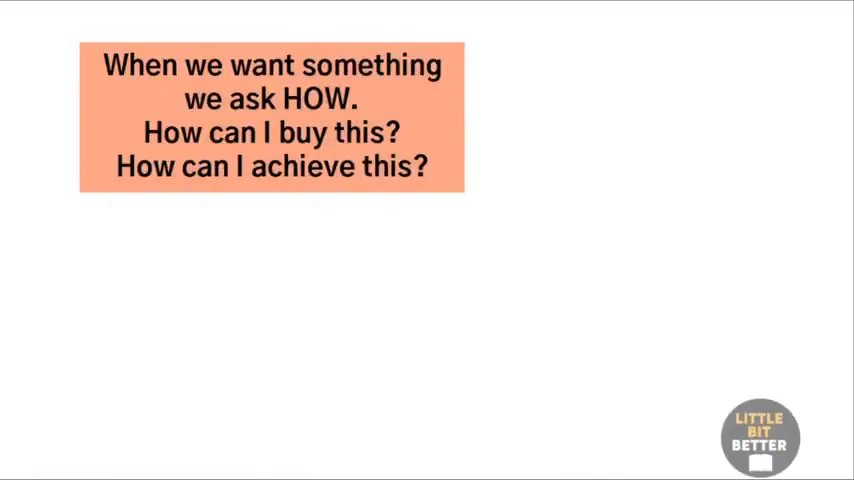 When we want something
we ask HOW.
How can I buy this?
How can I achieve this?
LITTLE
BIT
BETTER